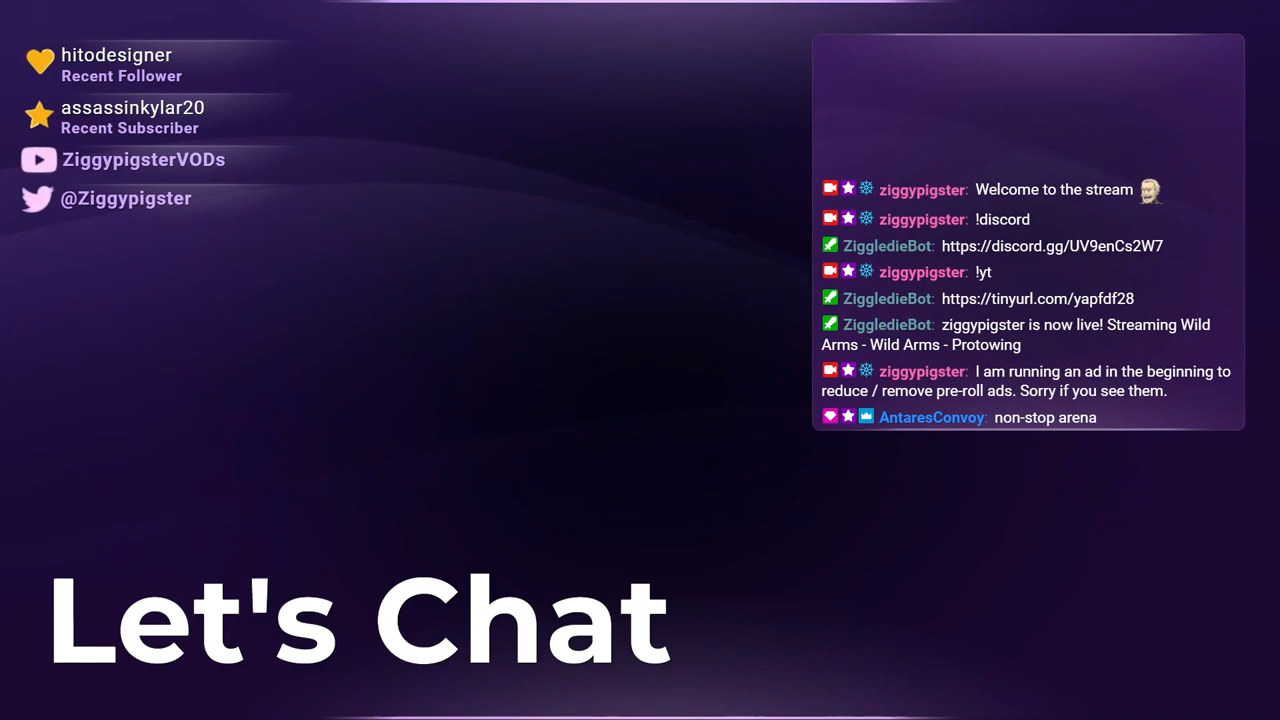 hitodesigner
Recent Follower
assassinkylar20
Recent Subscriber
ZiggypigsterVODs
@Ziggypigster
ziggypigster: Welcome to the stream
ziggypigster: !discord
ZiggledieBot: https://discord.gg/UV9enCs2W7
ziggypigster: !yt
ZiggledieBot: https://tinyurl.com/yapfdf28
ZiggledieBot: ziggypigster is now live! Streaming Wild
Arms - Wild Arms - Protowing
ziggypigster: I am running an ad in the beginning to
reduce / remove pre-roll ads. Sorry if you see them.
AntaresConvoy: non-stop arena
Let's Chat